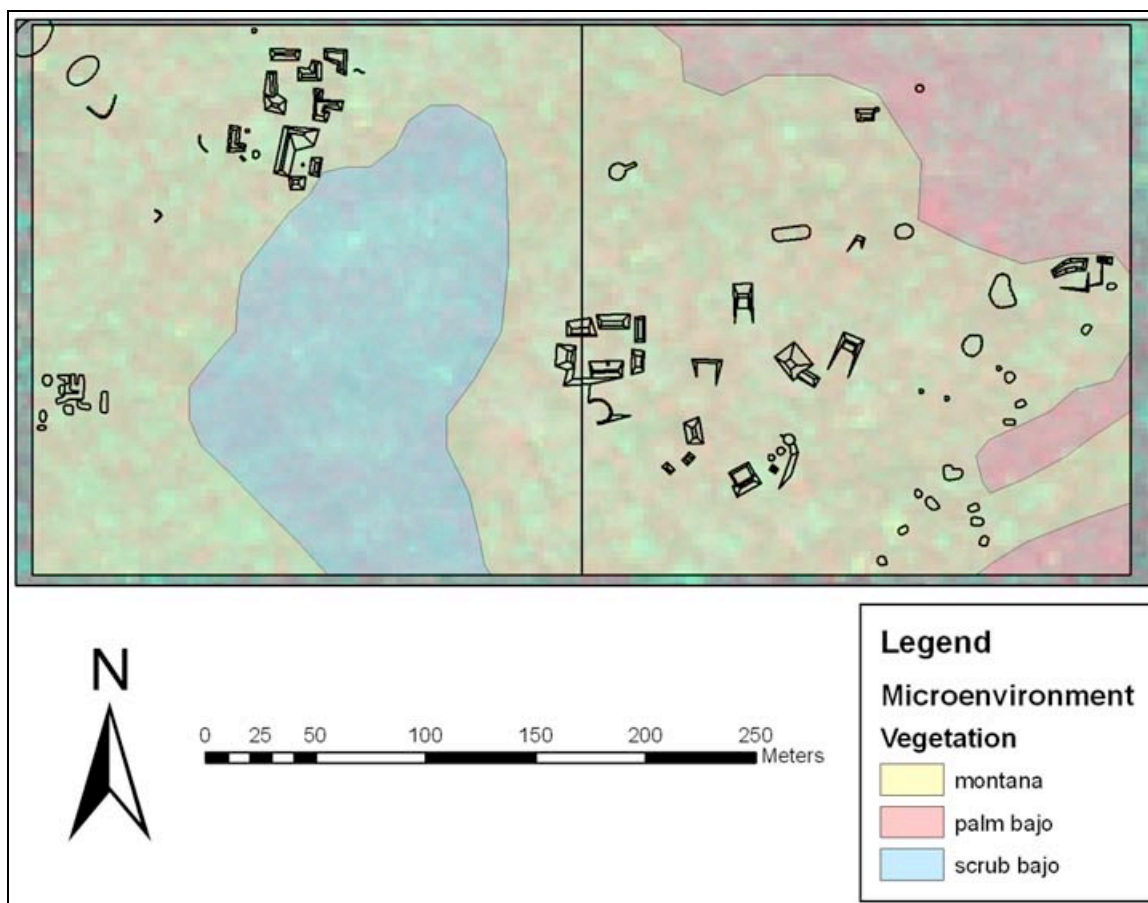 N
0 25 50 100 150 200 250
Meters
Legend
Microenvironment
Vegetation
montana
palm bajo
scrub bajo